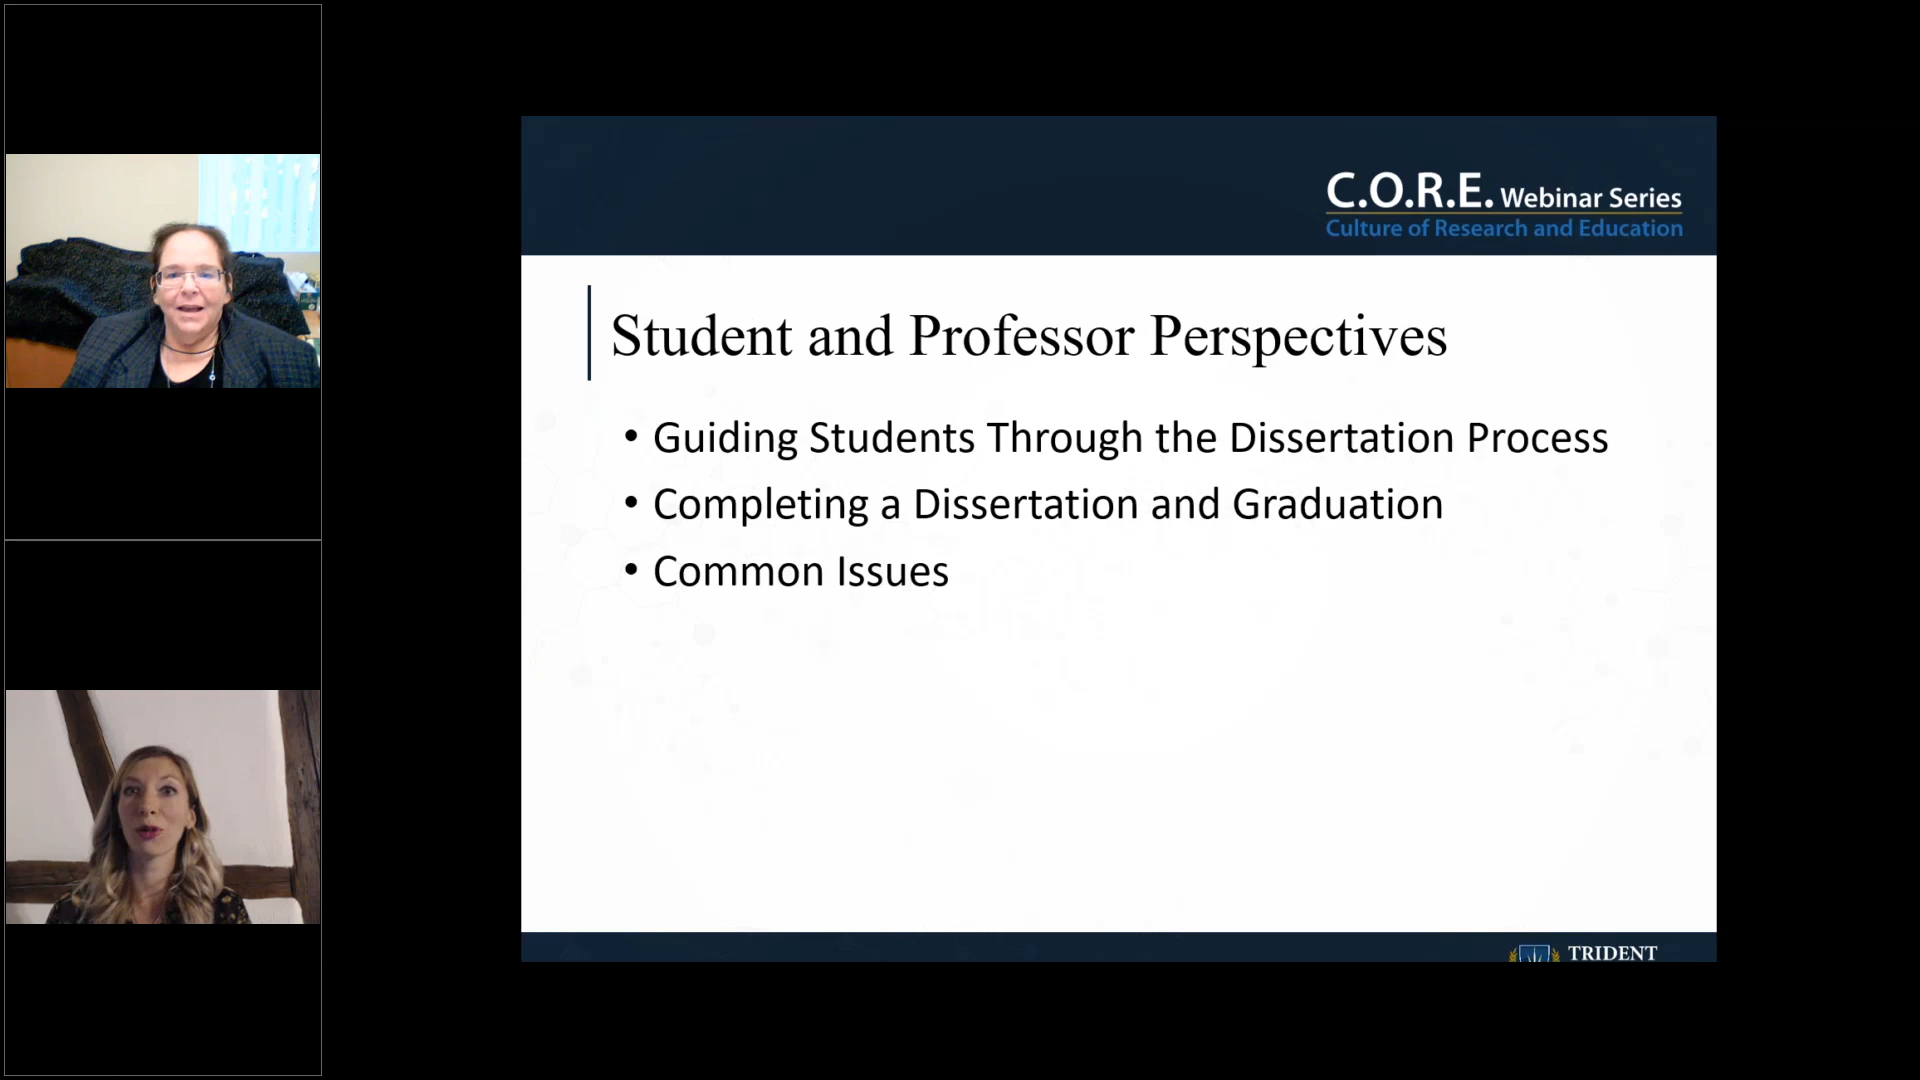 C.O.R.E. Webinar Series
Culture of Research and Education
Student and Professor Perspectives
• Guiding Students Through the Dissertation Process
• Completing a Dissertation and Graduation
• Common Issues
TRIDENT